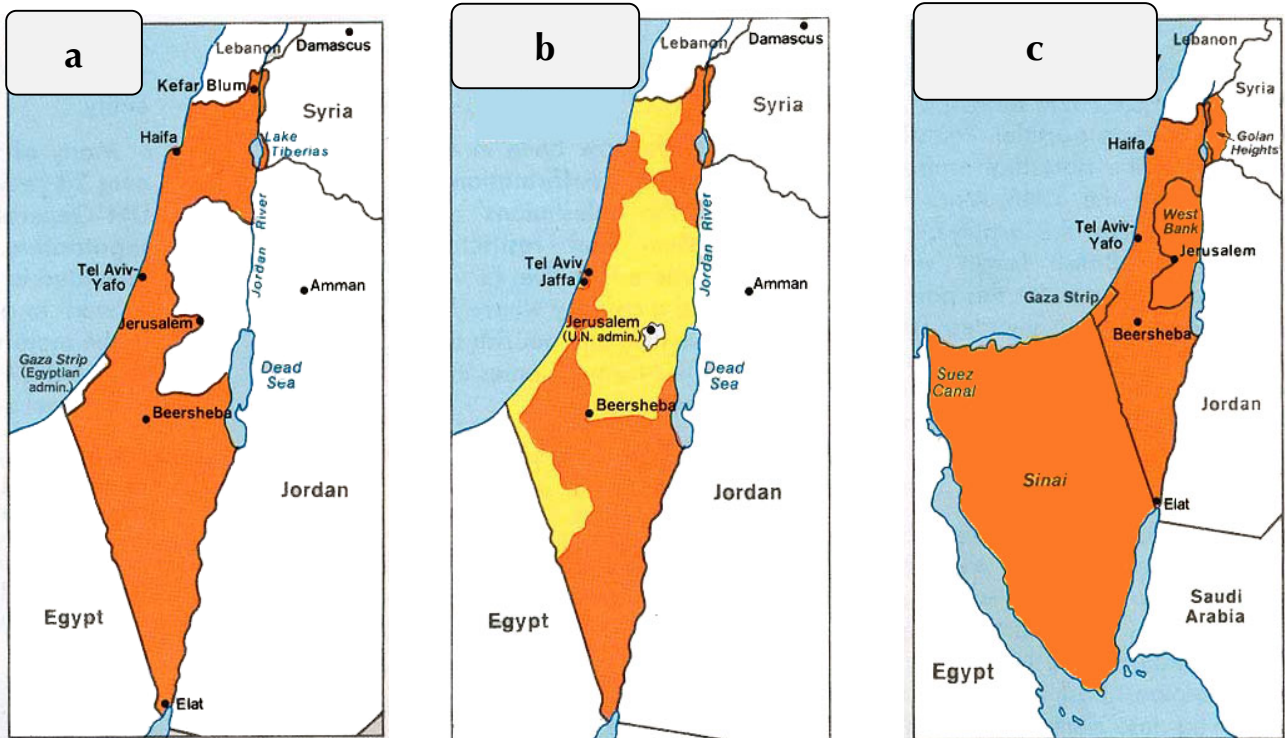 a
Lebanon
Damascus
Kefar Blum
Syria
Haifa
Lake
Tiberias
Jordan River
Tel Aviv-
Yafo
Amman
Jerusalem
Gaza Strip
(Egyptian
admin.)
Dead
Sea
Beersheba
Jordan
Egypt
Elat
b
Lebanon
Damascus
Syria
Jordan River
Tel Aviv
Jaffa
Amman
Jerusalem
(U.N. admin.)
Dead
Sea
Beersheba
Jordan
Egypt
c
Lebanon
Syria
Golan
Heights
Haifa
West
Bank
Tel Aviv-
Yafo
Jerusalem
Gaza Strip
Beersheba
Suez
Canal
Jordan
Sinai
Elat
Saudi
Arabia
Egypt